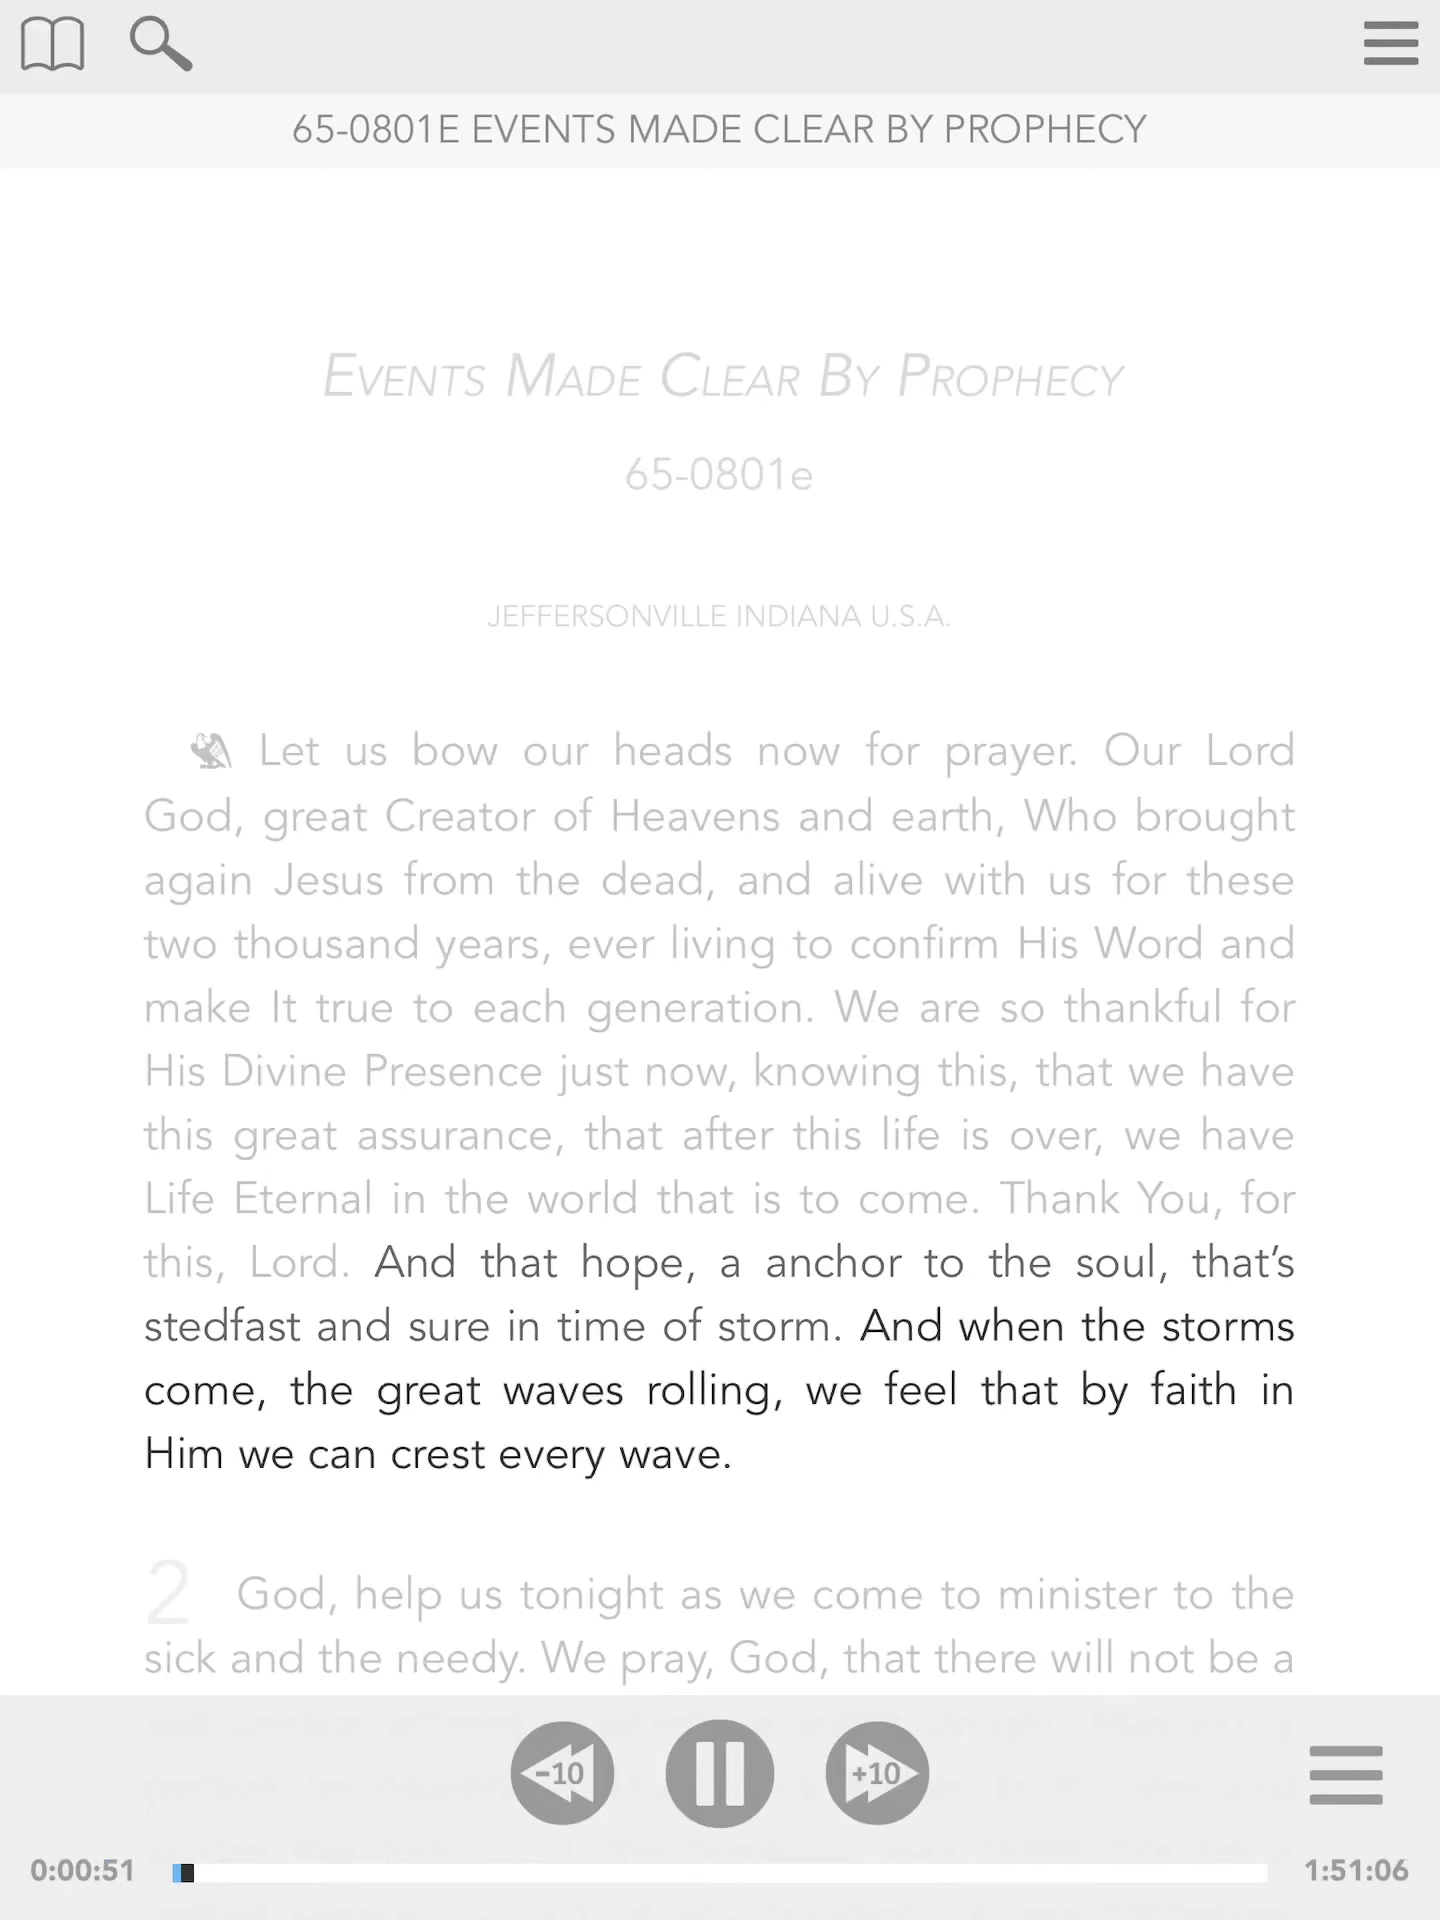 65-0801E EVENTS MADE CLEAR BY PROPHECY
EVENTS MADE CLEAR BY PROPHECY
65-0801e
JEFFERSONVILLE INDIANA U.S.A.
Let us bow our heads now for prayer. Our Lord
God, great Creator of Heavens and earth, Who brought
again Jesus from the dead, and alive with us for these
two thousand years, ever living to confirm His Word and
make It true to each generation. We are so thankful for
His Divine Presence just now, knowing this, that we have
this great assurance, that after this life is over, we have
Life Eternal in the world that is to come. Thank You, for
this, Lord. And that hope, a anchor to the soul, that’s
stedfast and sure in time of storm. And when the storms
come, the great waves rolling, we feel that by faith in
Him we can crest every wave.
2 God, help us tonight as we come to minister to the
sick and the needy. We pray, God, that there will not be a
-10 +10
0:00:51 1:51:06